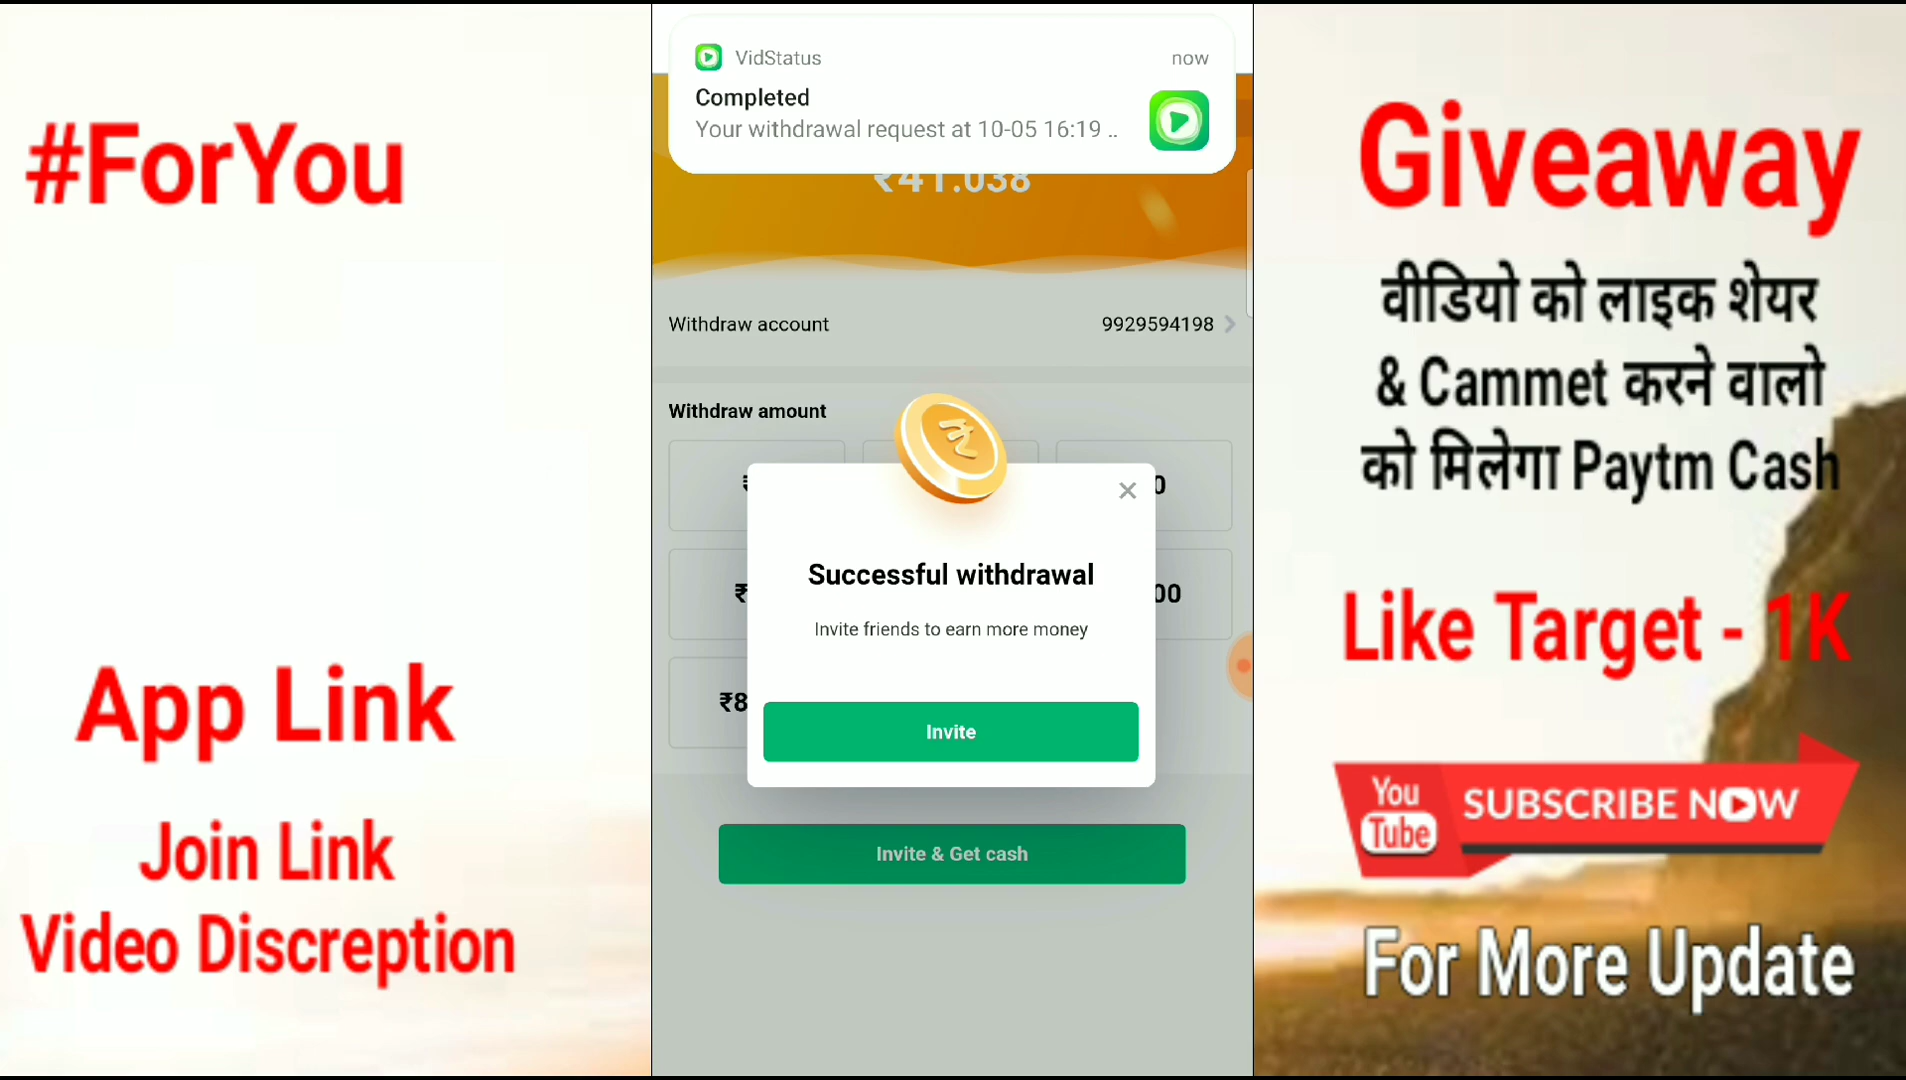 #ForYou
App Link
Join Link
Video Discreption
VidStatus
now
Completed
Your withdrawal request at 10-05 16:19 ..
₹41.038
Withdraw account
9929594198
Withdraw amount
Successful withdrawal
Invite friends to earn more money
Invite
Invite & Get cash
Giveaway
वीडियो को लाइक शेयर
& Cammet करने वालो
को मिलेगा Paytm Cash
Like Target - 1K
You
Tube
SUBSCRIBE NOW
For More Update